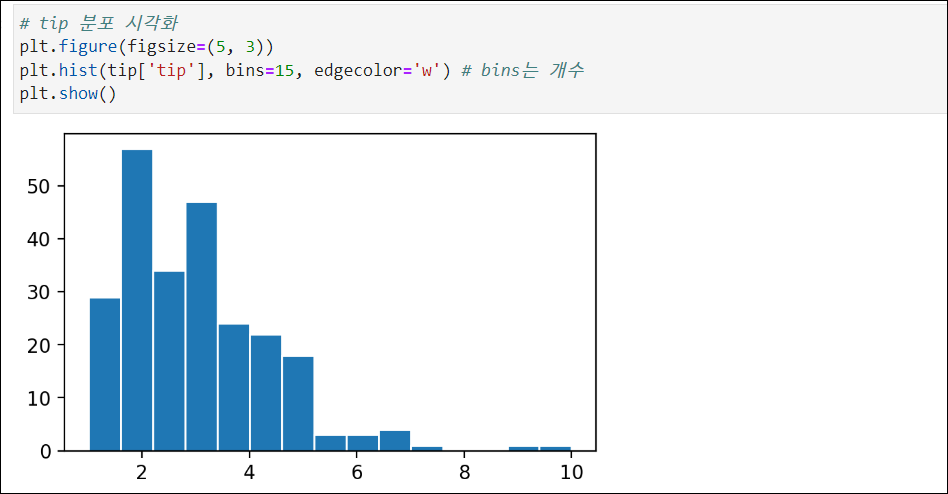 # tip 분포 시각화
plt.figure(figsize=(5, 3))
plt.hist(tip['tip'], bins=15, edgecolor='w') # bins는 개수
plt.show()
50
40
30
20
10
0
2 4 6 8 10